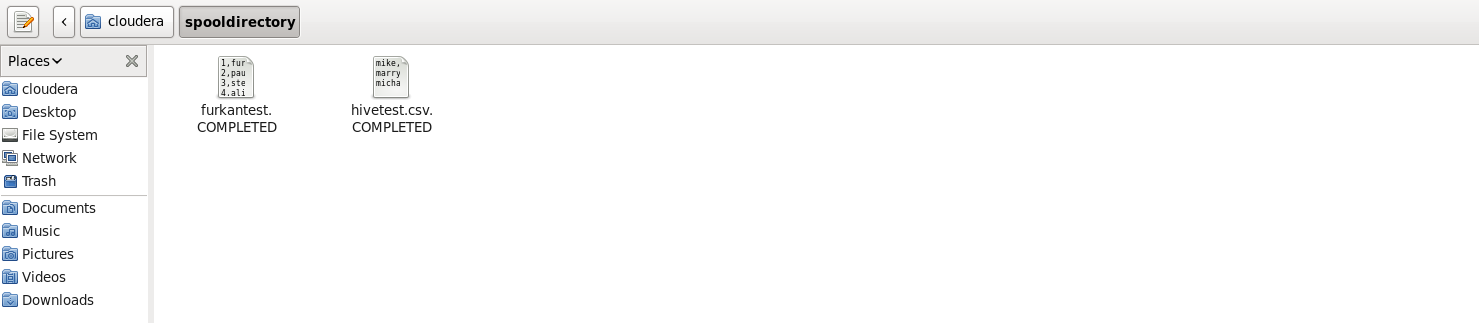 cloudera
spooldirectory
Places
cloudera
Desktop
File System
Network
Trash
Documents
Music
Pictures
Videos
Downloads
1,fur
2,pau
3,ste
4.ali
furkantest.
COMPLETED
mike,
marry
micha
hivetest.csv.
COMPLETED